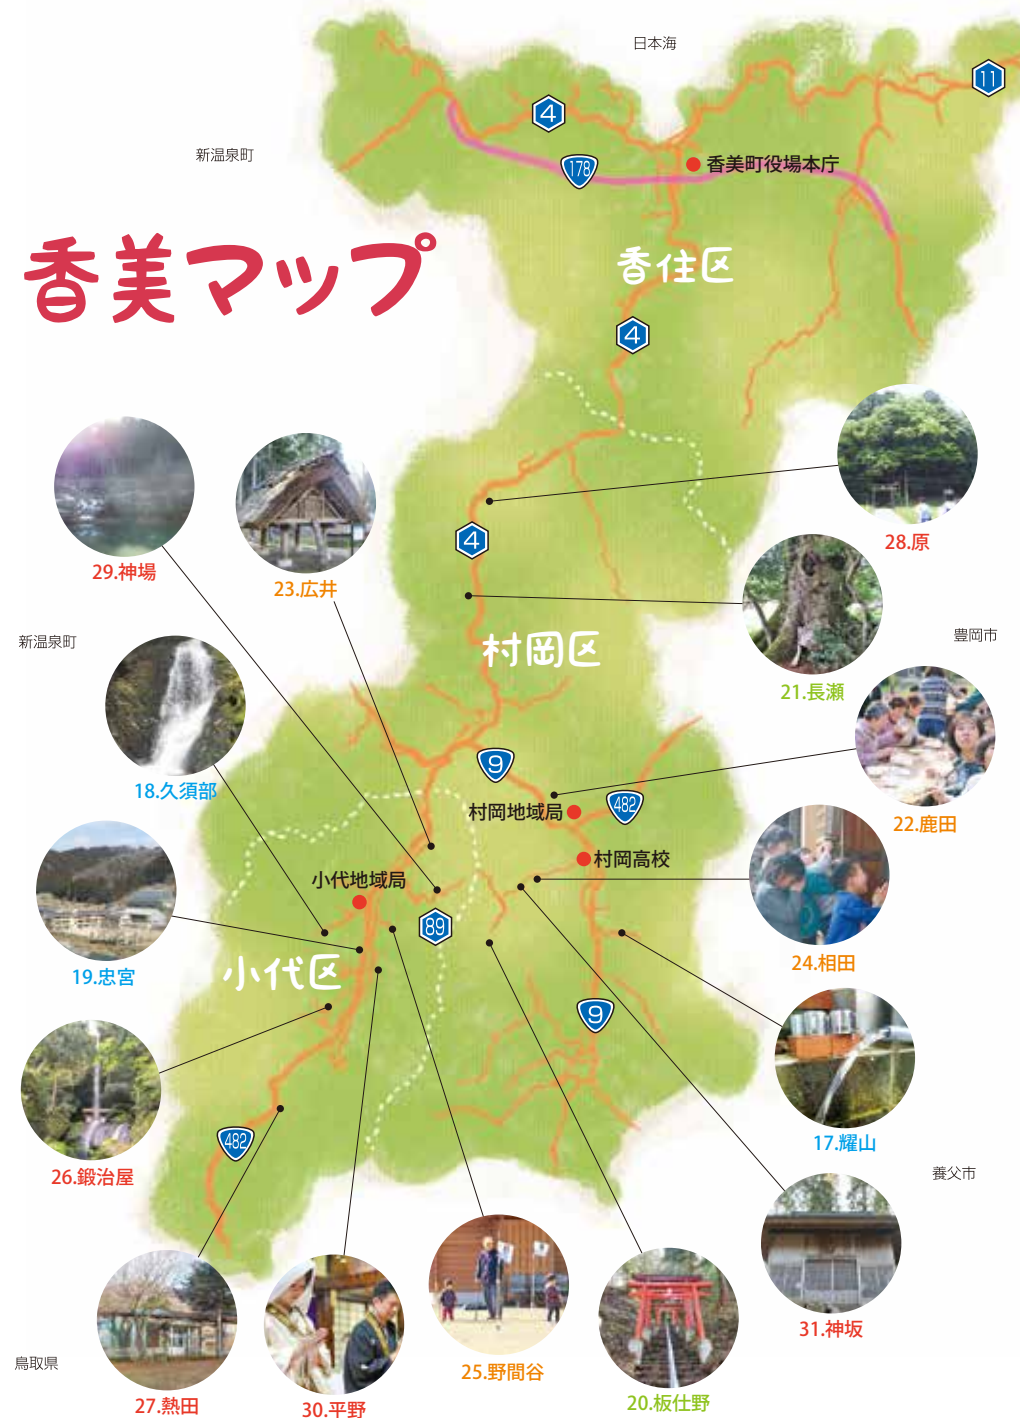 日本海
11
4
新温泉町
178
香美町役場本庁
香美マップ
香住区
4
28.原
4
29.神場
23.広井
新温泉町
村岡区
豊岡市
21.長瀬
9
18.久須部
村岡地域局
482
22.鹿田
村岡高校
小代地域局
89
24.相田
19.忠宮
小代区
9
482
17.耀山
26.鍛治屋
養父市
31.神坂
鳥取県
25.野間谷
27.熱田
30.平野
20.板仕野